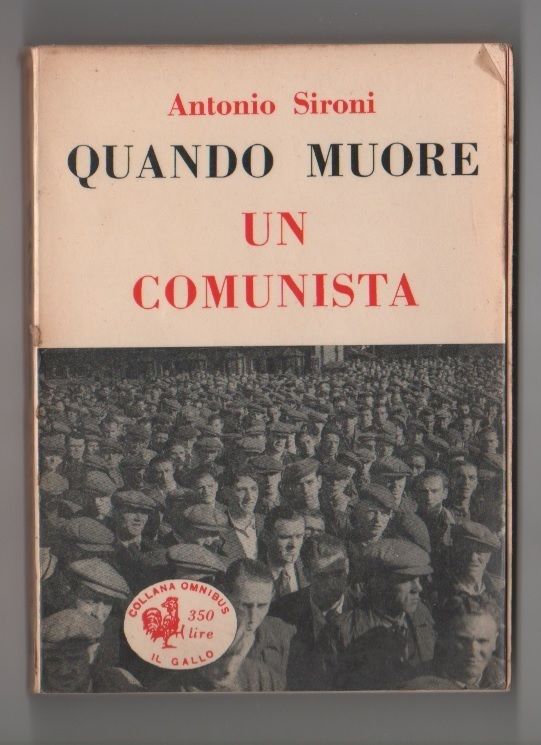 Antonio Sironi
QUANDO MUORE
UN
COMUNISTA
COLLANA OMNIBUS
350
lire
IL GALLO